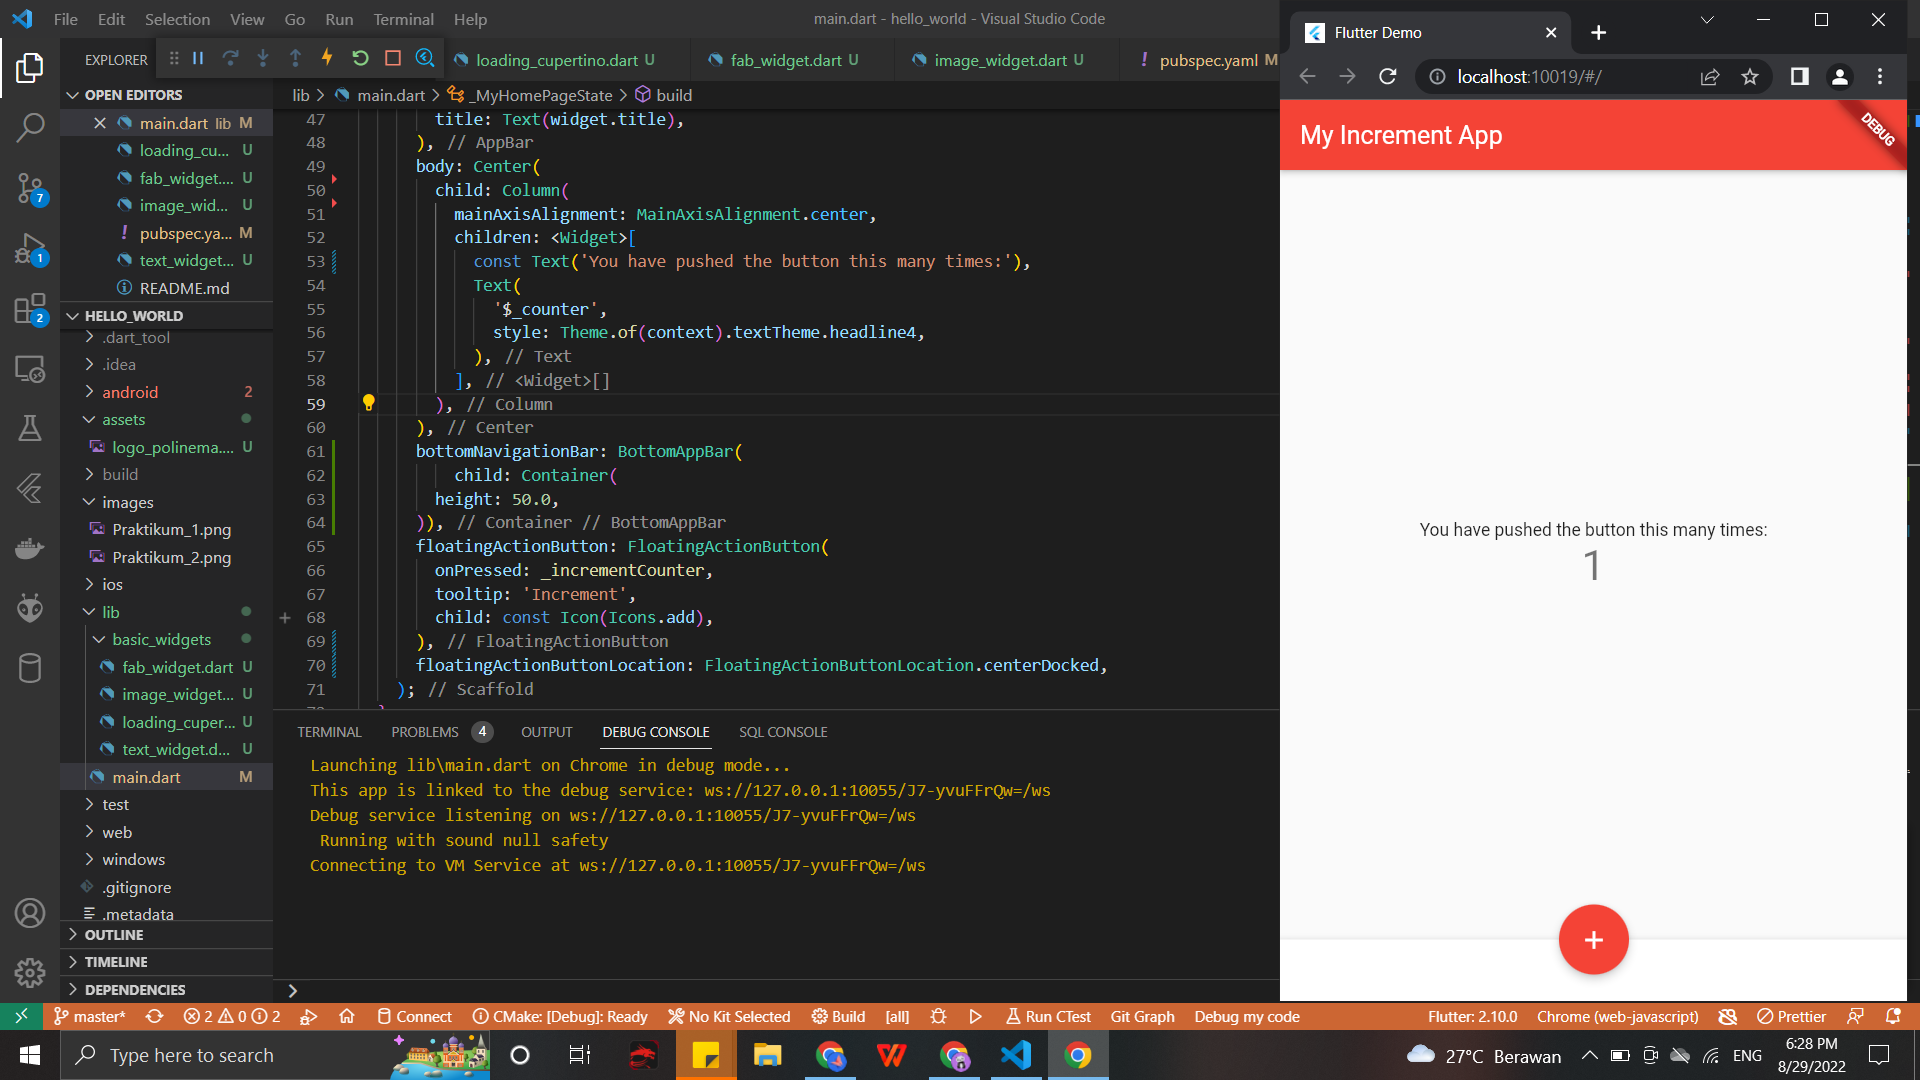 File Edit Selection View Go Run Terminal Help
main.dart - hello_world - Visual Studio Code
EXPLORER
loading_cupertino.dart U
fab_widget.dart U
image_widget.dart U
! pubspec.yaml M
OPEN EDITORS
main.dart lib M
loading_cu... U
fab_widget.... U
image_wid... U
! pubspec.ya... M
text_widget... U
README.md
HELLO_WORLD
.dart_tool
.idea
android 2
assets
logo_polinema.... U
build
images
Praktikum_1.png
Praktikum_2.png
ios
lib
basic_widgets
fab_widget.dart U
image_widget... U
loading_cuper... U
text_widget.d... U
main.dart M
test
web
windows
.gitignore
.metadata
OUTLINE
TIMELINE
DEPENDENCIES
7
1
2
lib > main.dart > _MyHomePageState > build
47 title: Text(widget.title),
48 ), // AppBar
49 body: Center(
50 child: Column(
51 mainAxisAlignment: MainAxisAlignment.center,
52 children: <Widget>[
53 const Text('You have pushed the button this many times:'),
54 Text(
55 '$_counter',
56 style: Theme.of(context).textTheme.headline4,
57 ), // Text
58 ], // <Widget>[]
59 ), // Column
60 ), // Center
61 bottomNavigationBar: BottomAppBar(
62 child: Container(
63 height: 50.0,
64 )), // Container // BottomAppBar
65 floatingActionButton: FloatingActionButton(
66 onPressed: _incrementCounter,
67 tooltip: 'Increment',
68 child: const Icon(Icons.add),
69 ), // FloatingActionButton
70 floatingActionButtonLocation: FloatingActionButtonLocation.centerDocked,
71 ); // Scaffold
TERMINAL PROBLEMS 4 OUTPUT DEBUG CONSOLE SQL CONSOLE
Launching lib\main.dart on Chrome in debug mode...
This app is linked to the debug service: ws://127.0.0.1:10055/J7-yvuFFrQw=/ws
Debug service listening on ws://127.0.0.1:10055/J7-yvuFFrQw=/ws
Running with sound null safety
Connecting to VM Service at ws://127.0.0.1:10055/J7-yvuFFrQw=/ws
Flutter Demo
localhost:10019/#/
My Increment App
DEBUG
You have pushed the button this many times:
1
+
master* 2 0 2 Connect CMake: [Debug]: Ready No Kit Selected Build [all] Run CTest Git Graph Debug my code Flutter: 2.10.0 Chrome (web-javascript) Prettier
Type here to search
27°C Berawan
ENG
6:28 PM
8/29/2022